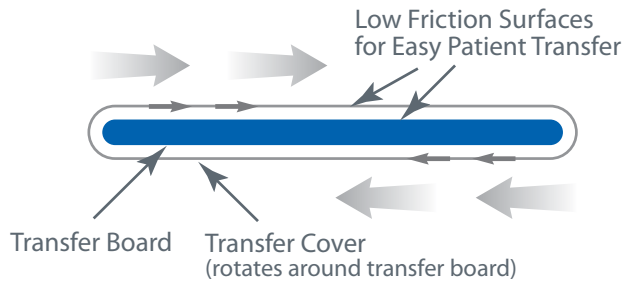 Low Friction Surfaces
for Easy Patient Transfer
Transfer Board
Transfer Cover
(rotates around transfer board)